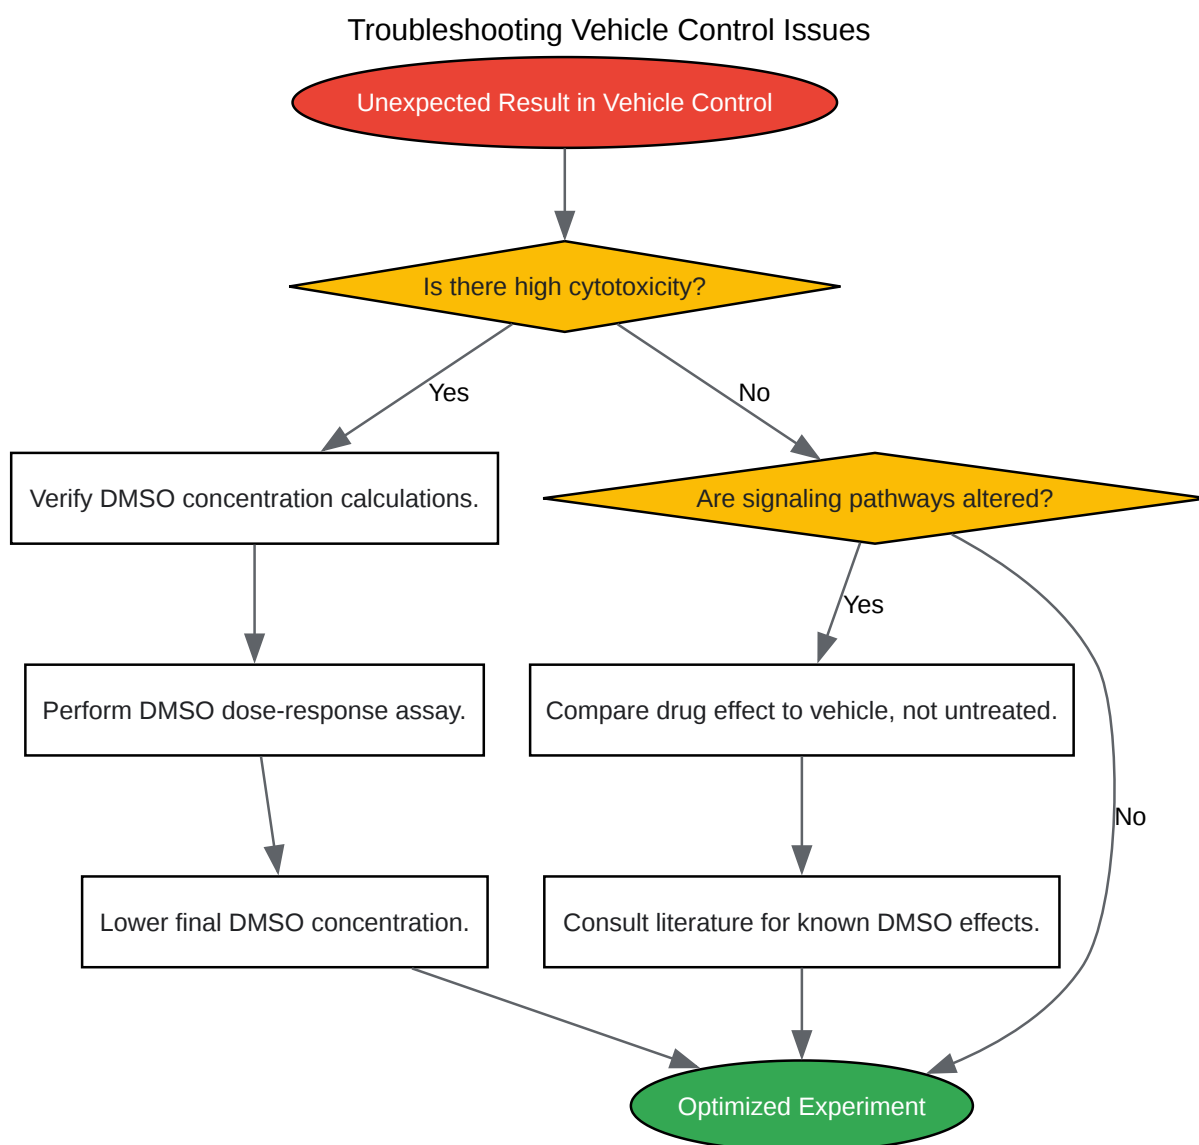 Troubleshooting Vehicle Control Issues
Unexpected Result in Vehicle Control
Is there high cytotoxicity?
Yes
No
Verify DMSO concentration calculations.
Are signaling pathways altered?
Yes
Perform DMSO dose-response assay.
Compare drug effect to vehicle, not untreated.
No
Lower final DMSO concentration.
Consult literature for known DMSO effects.
Optimized Experiment